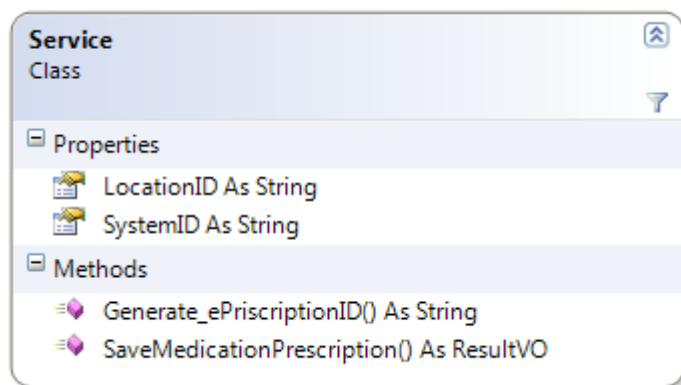 Service
Class
Properties
LocationID As String
SystemID As String
Methods
Generate_ePriscriptionID() As String
SaveMedicationPrescription() As ResultVO